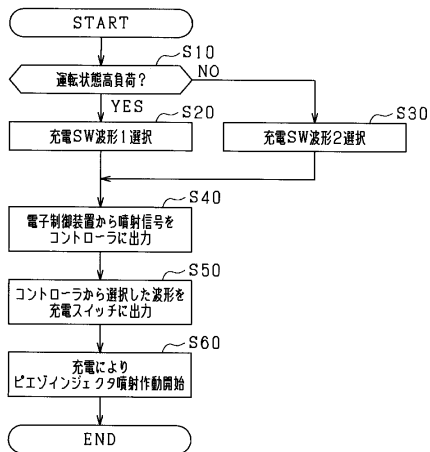 START
S10
運転状態高負荷?
NO
YES
S20
充電SW波形1選択
S30
充電SW波形2選択
S40
電子制御装置から噴射信号を
コントローラに出力
S50
コントローラから選択した波形を
充電スイッチに出力
S60
充電により
ピエゾインジェクタ噴射作動開始
END